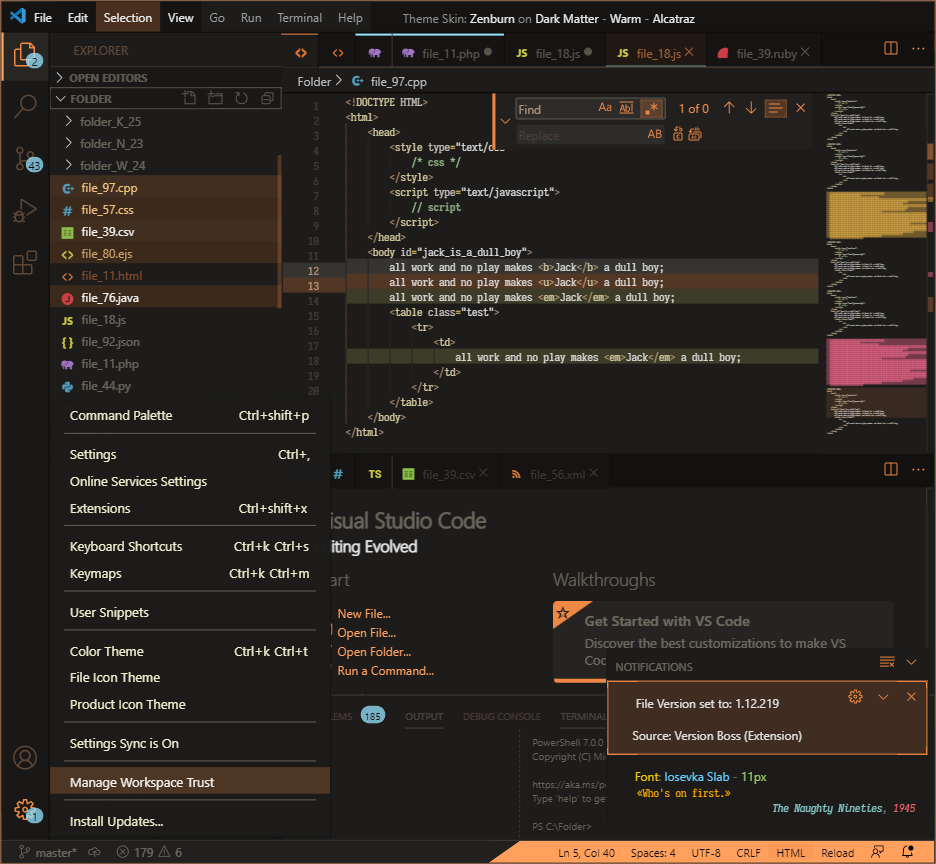 File Edit Selection View Go Run Terminal Help Theme Skin: Zenburn on Dark Matter - Warm - Alcatraz
EXPLORER
file_11.php file_18.js file_18.js file_39.ruby
2
OPEN EDITORS
Folder file_97.cpp
FOLDER
folder_K_25
folder_N_23
folder_W_24
43
file_97.cpp
file_57.css
file_39.csv
file_80.ejs
file_11.html
file_76.java
file_18.js
file_92.json
file_11.php
file_44.py
Find Aa Abl .* 1 of 0
Replace AB
1 <!DOCTYPE HTML>
2 <html>
3 <head>
4 <style type="text/css
5 /* css */
6 </style>
7 <script type="text/javascript">
8 // script
9 </script>
10 </head>
11 <body id="jack_is_a_dull_boy">
12 all work and no play makes <b>Jack</b> a dull boy;
13 all work and no play makes <u>Jack</u> a dull boy;
14 all work and no play makes <em>Jack</em> a dull boy;
15 <table class="test">
16 <tr>
17 <td>
18 all work and no play makes <em>Jack</em> a dull boy;
19 </td>
20 </tr>
</table>
</body>
</html>
Command Palette Ctrl+shift+p
Settings Ctrl+,
Online Services Settings
Extensions Ctrl+shift+x
Keyboard Shortcuts Ctrl+k Ctrl+s
Keymaps Ctrl+k Ctrl+m
User Snippets
Color Theme Ctrl+k Ctrl+t
File Icon Theme
Product Icon Theme
Settings Sync is On
Manage Workspace Trust
Install Updates...
1
# TS file_39.csv file_56.xml
isual Studio Code
iting Evolved
art
New File...
Open File...
Open Folder...
Run a Command...
Walkthroughs
Get Started with VS Code
Discover the best customizations to make VS
Co
NOTIFICATIONS
File Version set to: 1.12.219
Source: Version Boss (Extension)
LEMS 185 OUTPUT DEBUG CONSOLE TERMINAL
PowerShell 7.0.0
Copyright (C) Mi
https://aka.ms/p
Type 'help' to ge
PS C:\Folder>
Font: Iosevka Slab - 11px
«Who's on first.»
The Naughty Nineties, 1945
master* 179 6 Ln 5, Col 40 Spaces: 4 UTF-8 CRLF HTML Reload